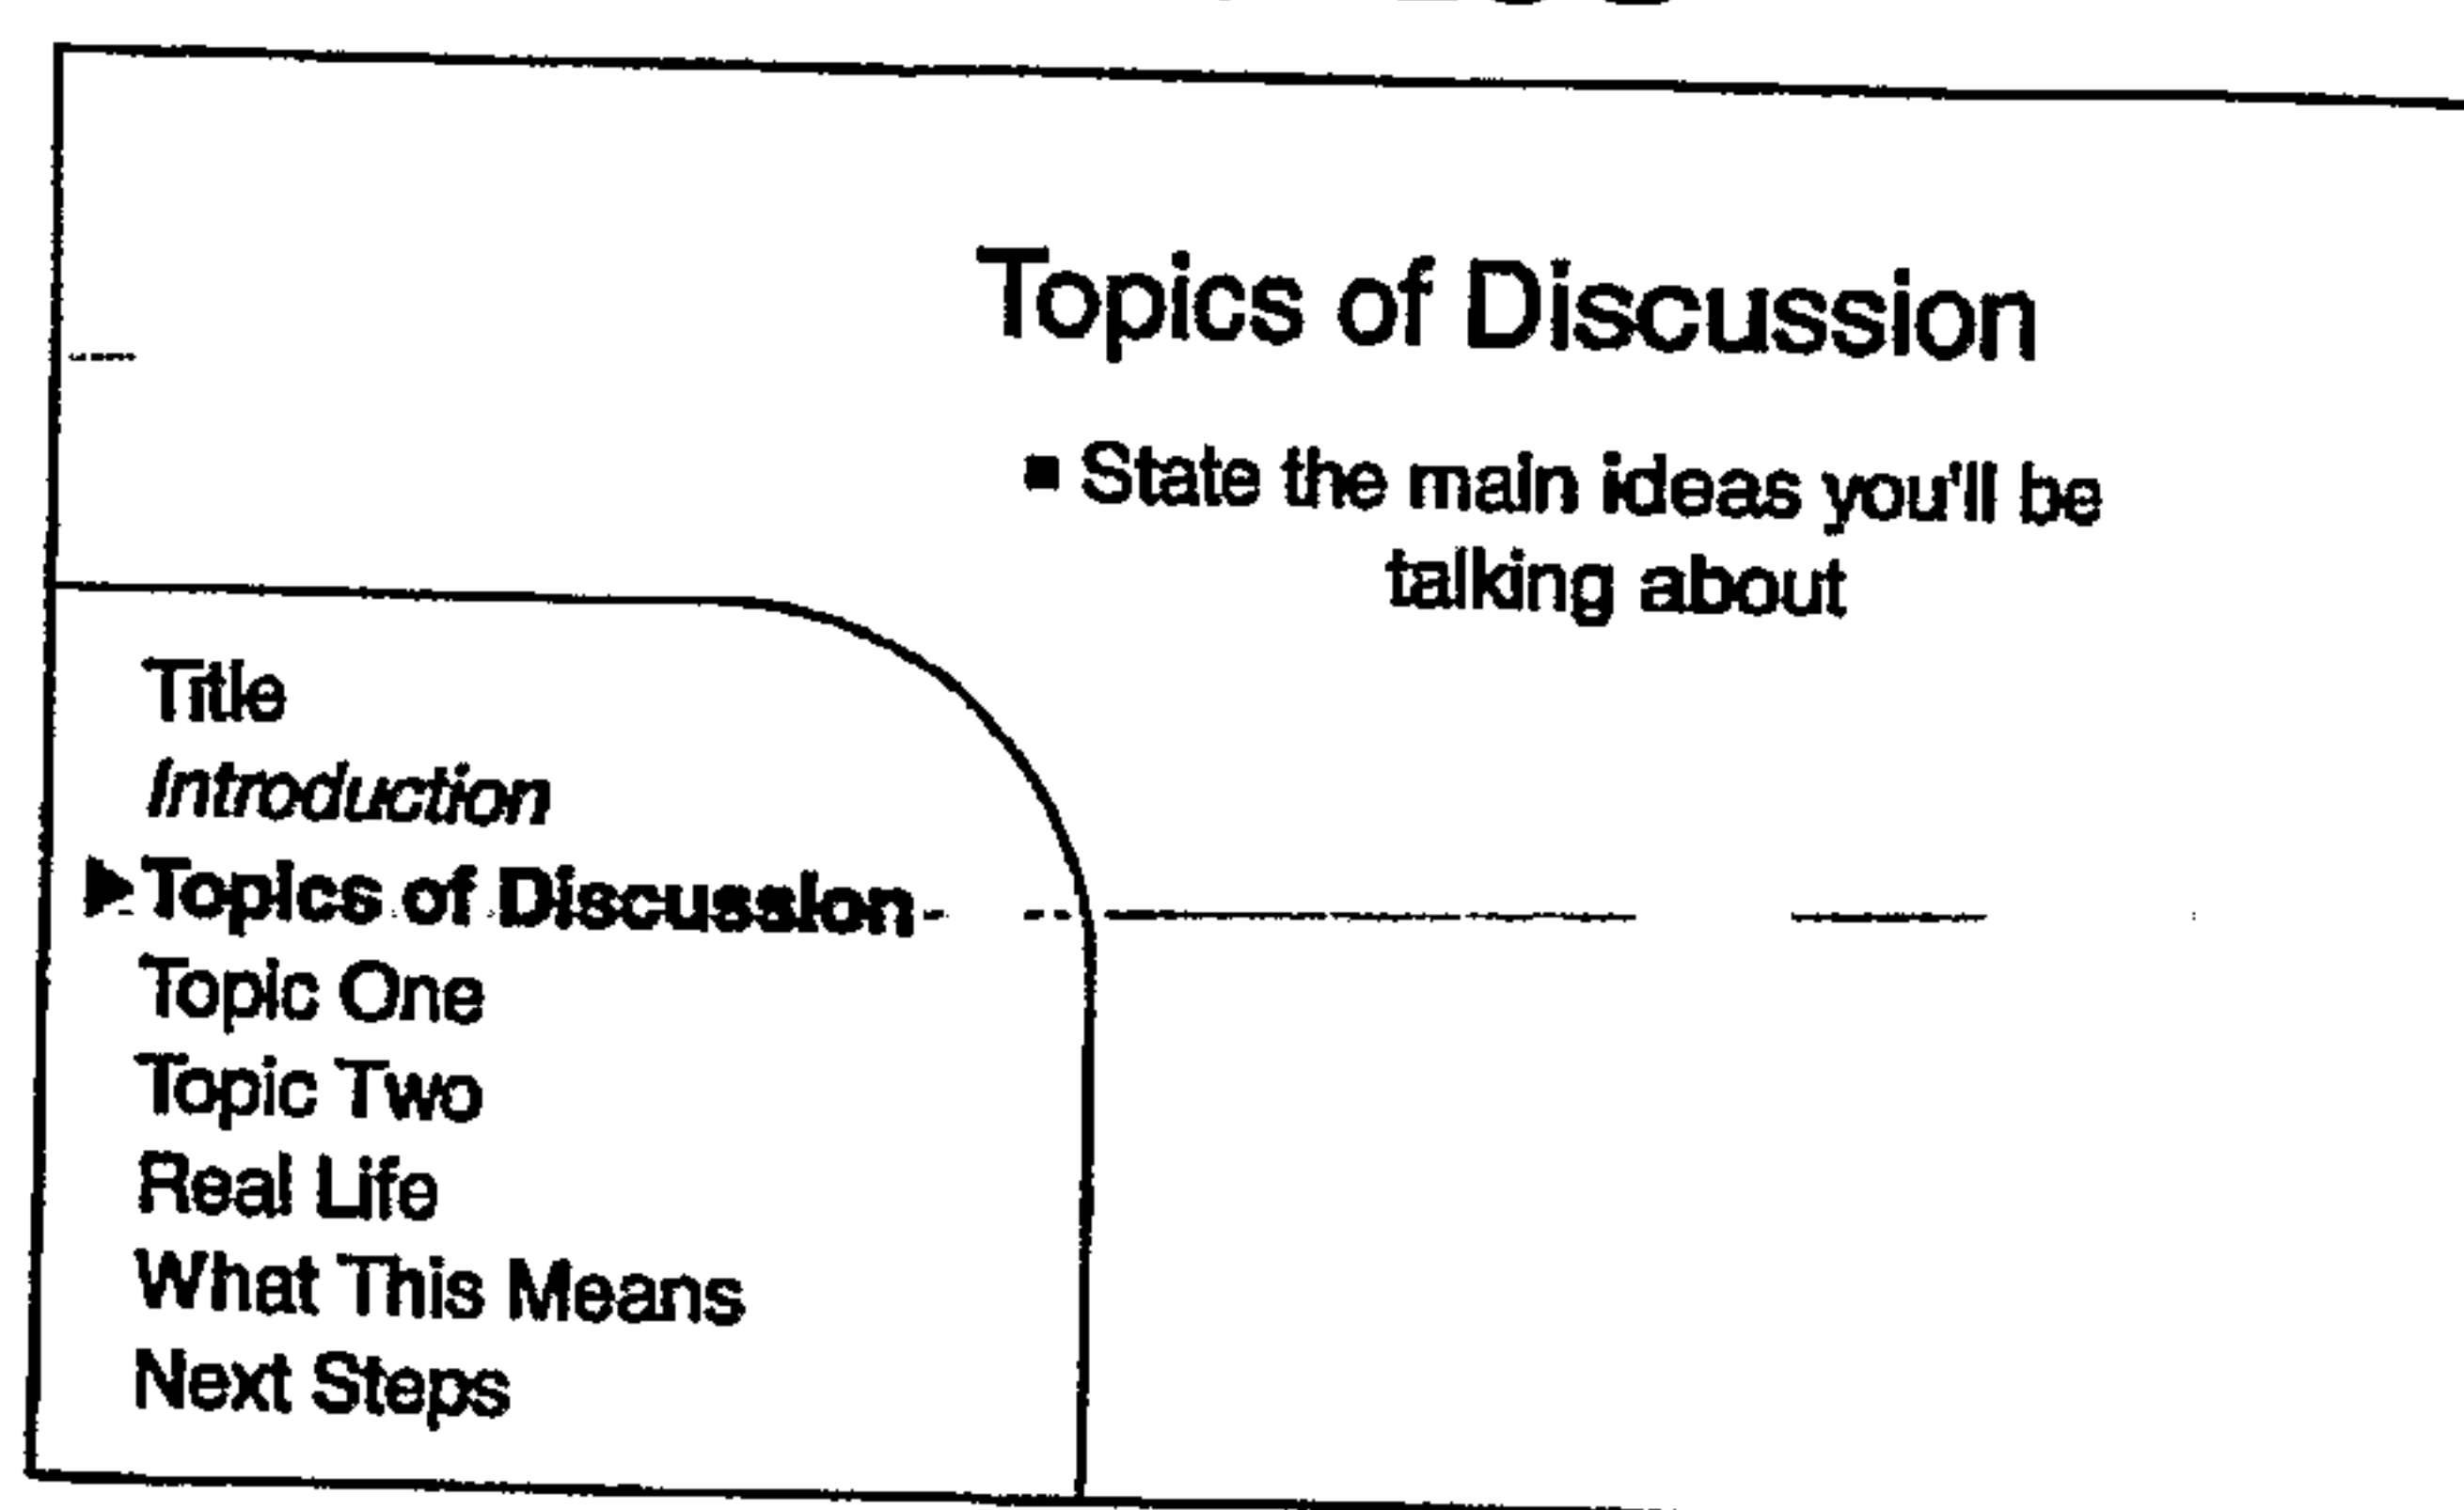 Topics of Discussion
■ State the main ideas you'll be
talking about
Title
Introduction
▶Topics of Discussion
Topic One
Topic Two
Real Life
What This Means
Next Steps